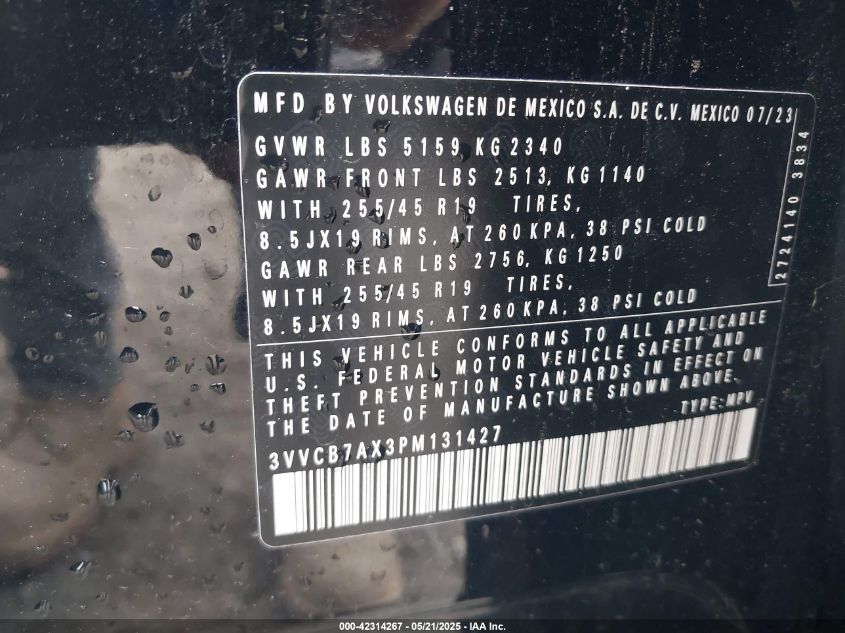 MFD BY VOLKSWAGEN DE MEXICO S.A. DE C.V. MEXICO 07/23
GVWR LBS 5159, KG 2340
GAWR FRONT LBS 2513, KG 1140
WITH 255/45 R19 TIRES,
8.5JX19 RIMS, AT 260 KPA, 38 PSI COLD
GAWR REAR LBS 2756, KG 1250
WITH 255/45 R19 TIRES,
8.5JX19 RIMS, AT 260 KPA, 38 PSI COLD
2724140 3834
THIS VEHICLE CONFORMS TO ALL APPLICABLE
U.S. FEDERAL MOTOR VEHICLE SAFETY AND
THEFT PREVENTION STANDARDS IN EFFECT ON
THE DATE OF MANUFACTURE SHOWN ABOVE.
TYPE: MPV
3VVCB7AX3PM131427
000-42314267 - 05/21/2025 - IAA Inc.